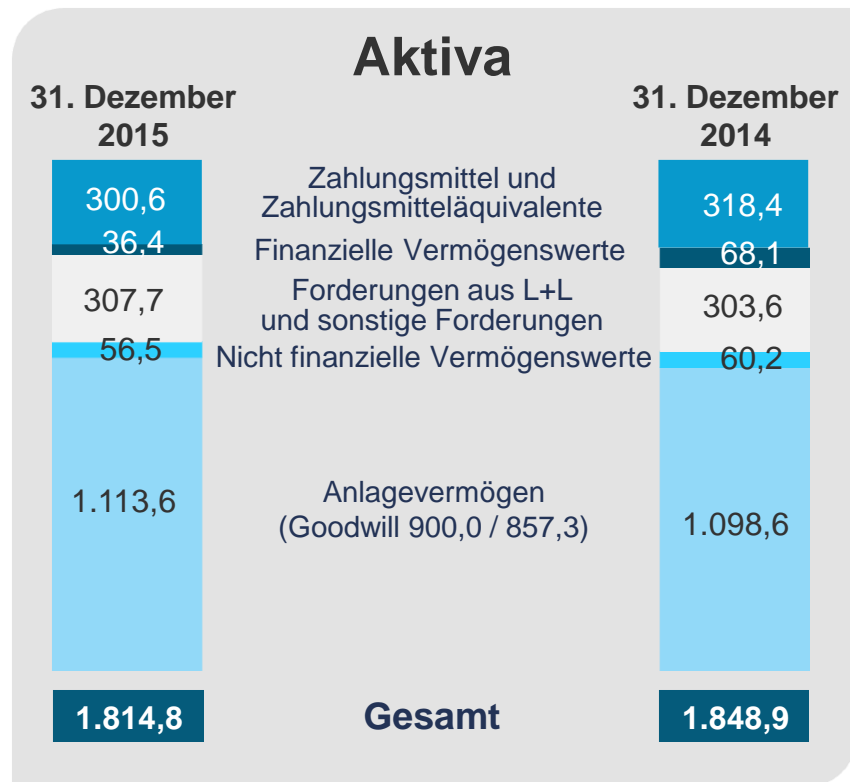 Aktiva
31. Dezember
2015
31. Dezember
2014
300,6
Zahlungsmittel und
Zahlungsmitteläquivalente
318,4
36,4
Finanzielle Vermögenswerte
68,1
307,7
Forderungen aus L+L
und sonstige Forderungen
303,6
56,5
Nicht finanzielle Vermögenswerte
60,2
1.113,6
Anlagevermögen
(Goodwill 900,0 / 857,3)
1.098,6
1.814,8
Gesamt
1.848,9